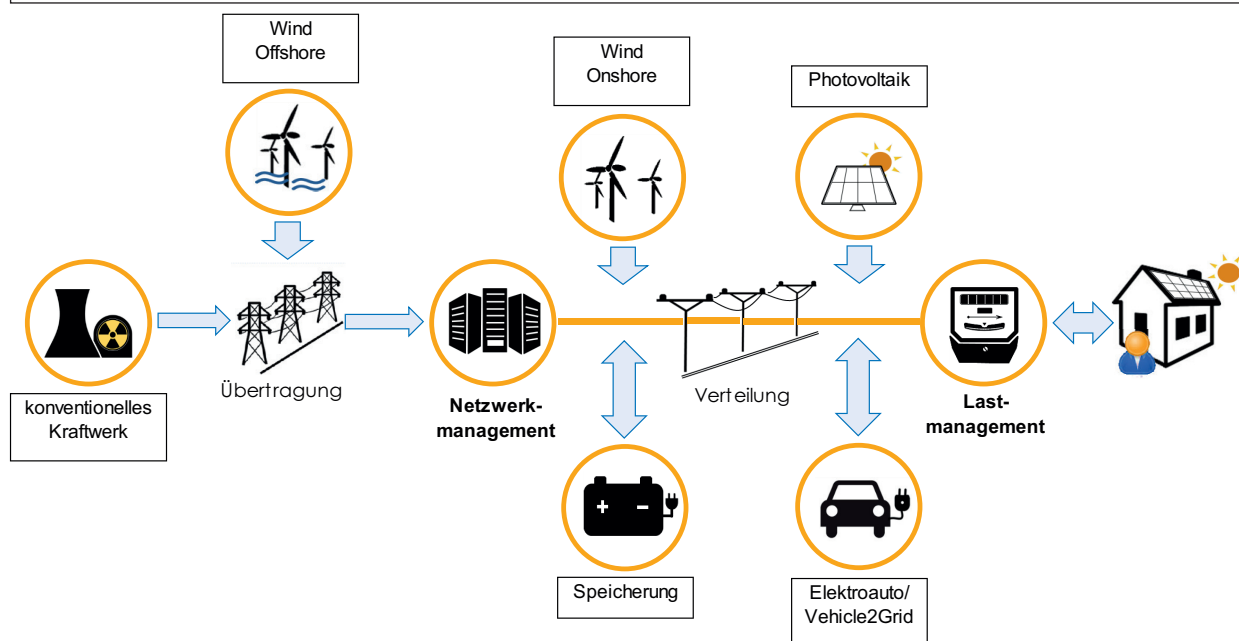 Wind
Offshore
Wind
Onshore
Photovoltaik
konventionelles
Kraftwerk
Übertragung
Netzwerk-
management
Verteilung
Last-
management
+ −
Speicherung
Elektroauto/
Vehicle2Grid